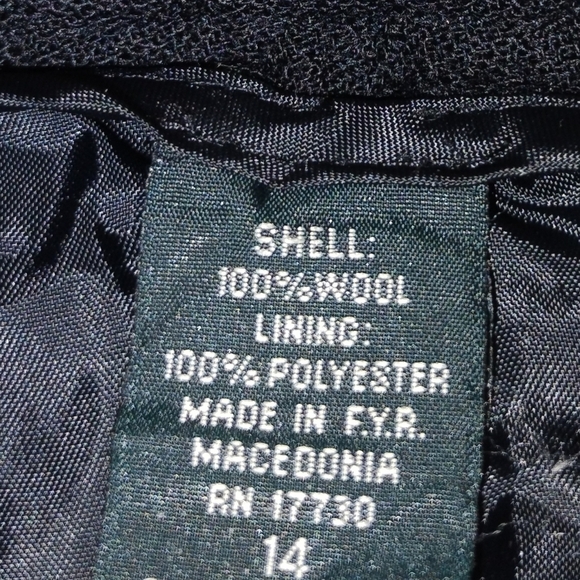 SHELL:
100% WOOL
LINING:
100% POLYESTER
MADE IN F.Y.R.
MACEDONIA
RN 17730
14